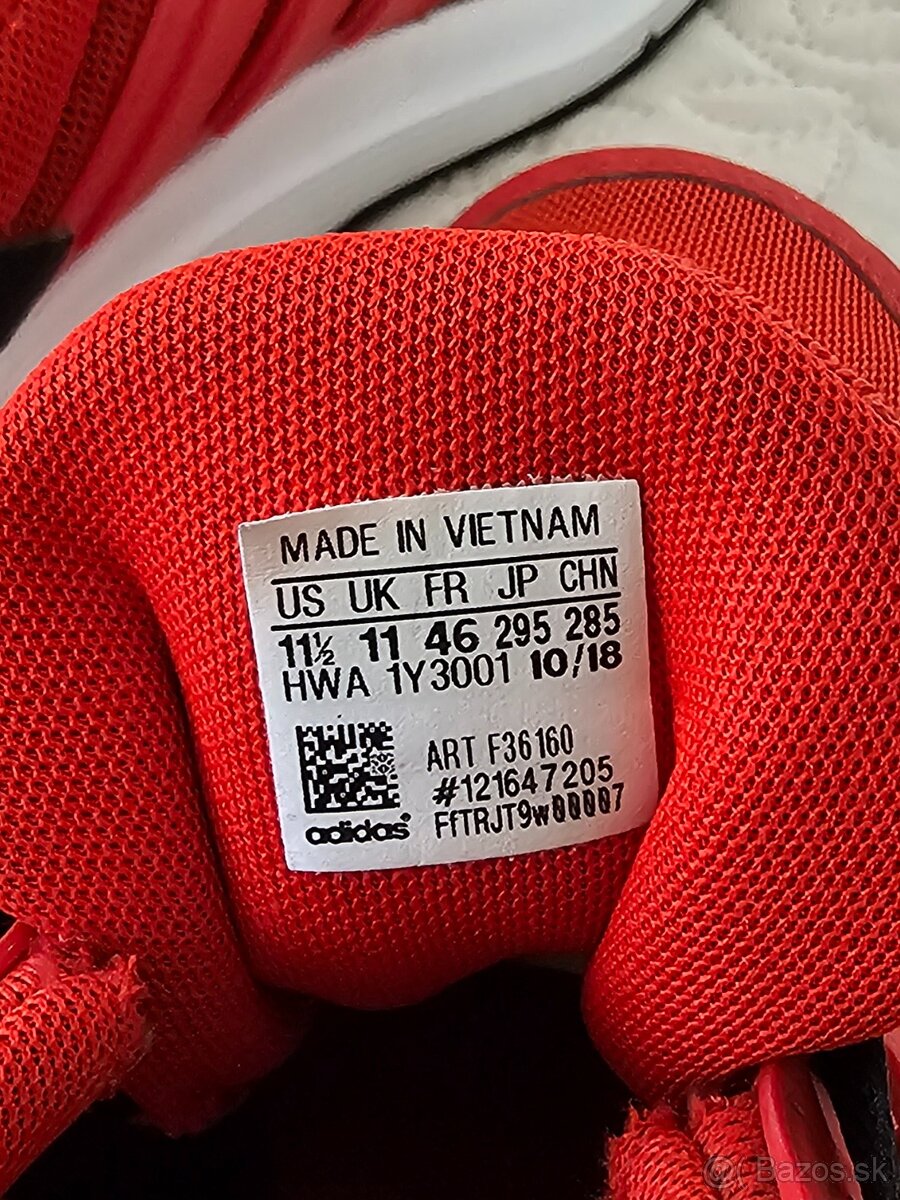 MADE IN VIETNAM
US UK FR JP CHN
11½ 11 46 295 285
HWA 1Y3001 10/18
ART F36160
#121647205
FfTRJT9w00007
adidas®
Bazos.sk